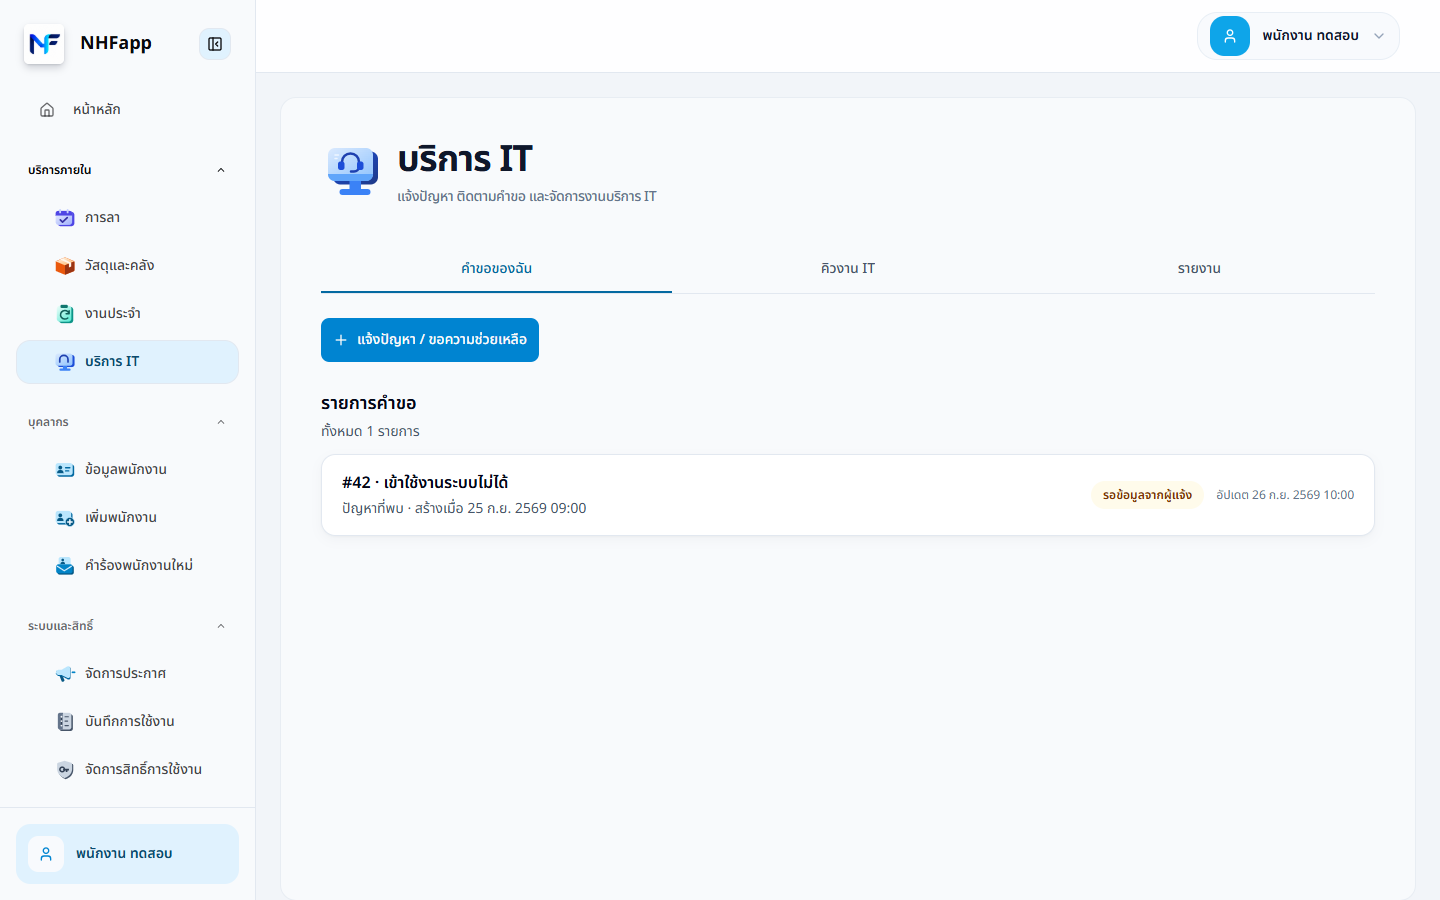 NHFapp
พนักงาน ทดสอบ
หน้าหลัก
บริการภายใน
การลา
วัสดุและคลัง
งานประจำ
บริการ IT
บุคลากร
ข้อมูลพนักงาน
เพิ่มพนักงาน
คำร้องพนักงานใหม่
ระบบและสิทธิ์
จัดการประกาศ
บันทึกการใช้งาน
จัดการสิทธิ์การใช้งาน
พนักงาน ทดสอบ
บริการ IT
แจ้งปัญหา ติดตามคำขอ และจัดการงานบริการ IT
คำขอของฉัน
คิวงาน IT
รายงาน
แจ้งปัญหา / ขอความช่วยเหลือ
รายการคำขอ
ทั้งหมด 1 รายการ
#42 · เข้าใช้งานระบบไม่ได้
ปัญหาที่พบ · สร้างเมื่อ 25 ก.ย. 2569 09:00
รอข้อมูลจากผู้แจ้ง
อัปเดต 26 ก.ย. 2569 10:00